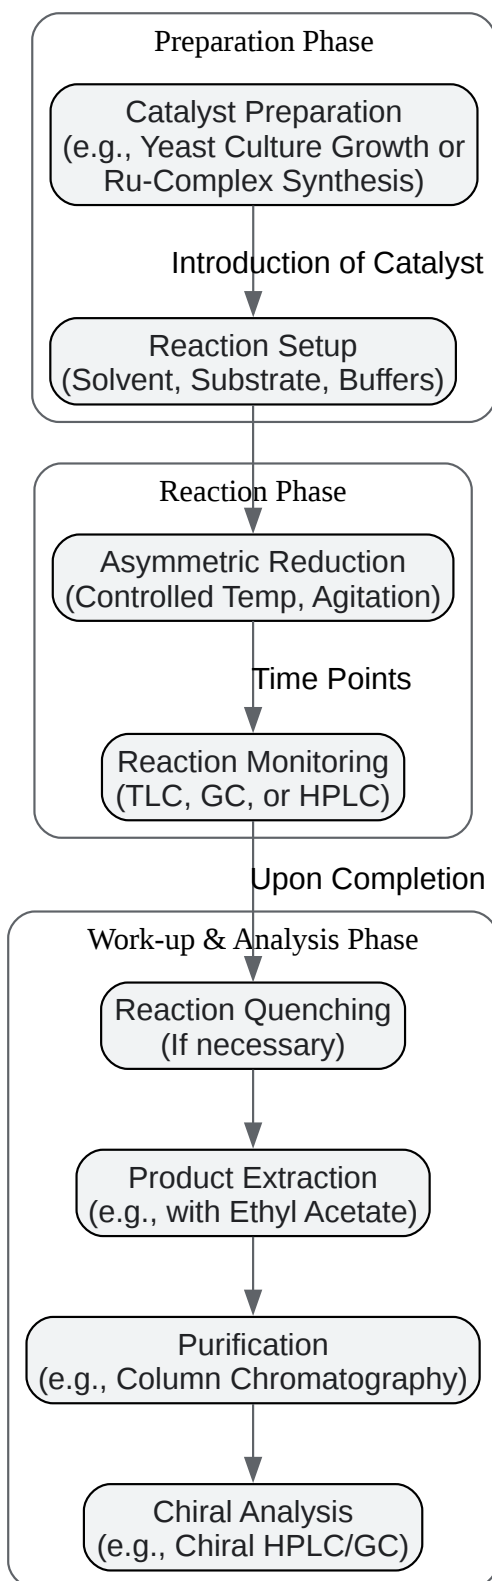 Preparation Phase
Catalyst Preparation
(e.g., Yeast Culture Growth or
Ru-Complex Synthesis)
Introduction of Catalyst
Reaction Setup
(Solvent, Substrate, Buffers)
Reaction Phase
Asymmetric Reduction
(Controlled Temp, Agitation)
Time Points
Reaction Monitoring
(TLC, GC, or HPLC)
Upon Completion
Work-up & Analysis Phase
Reaction Quenching
(If necessary)
Product Extraction
(e.g., with Ethyl Acetate)
Purification
(e.g., Column Chromatography)
Chiral Analysis
(e.g., Chiral HPLC/GC)